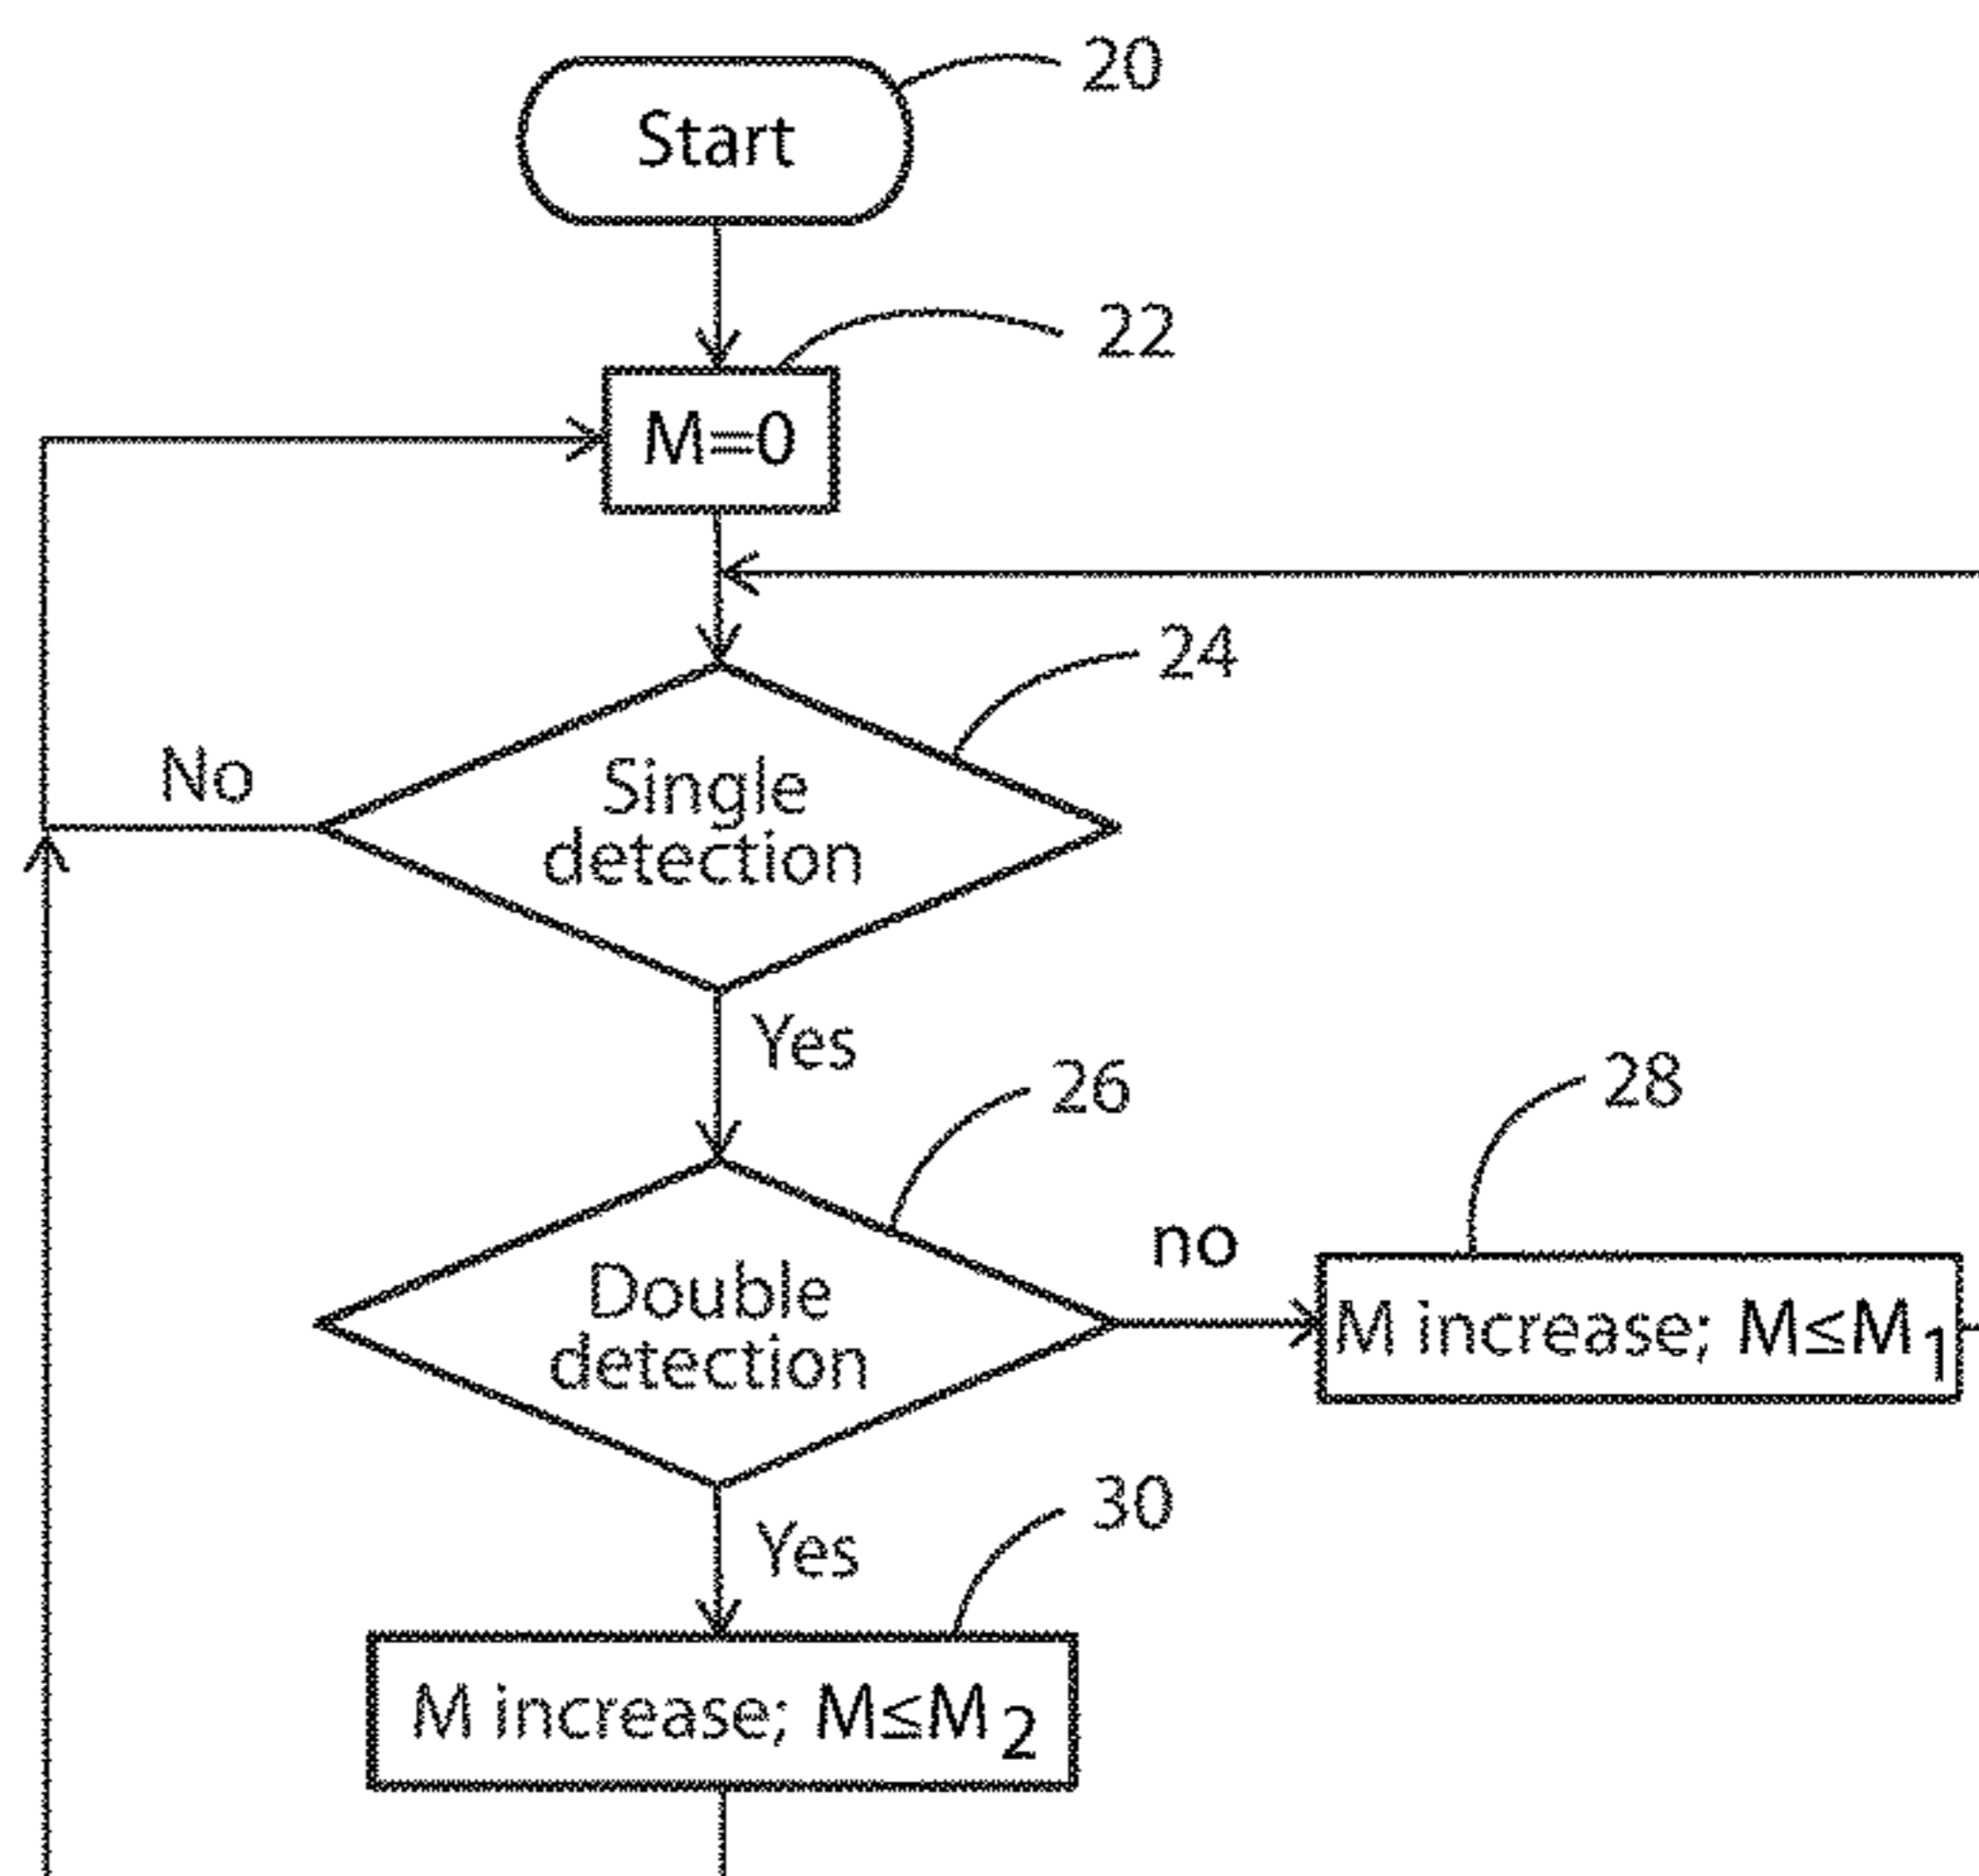 20
Start
22
M=0
24
No
Single
detection
Yes
26
28
no
Double
detection
M increase; M≤M1
30
Yes
M increase; M≤M2